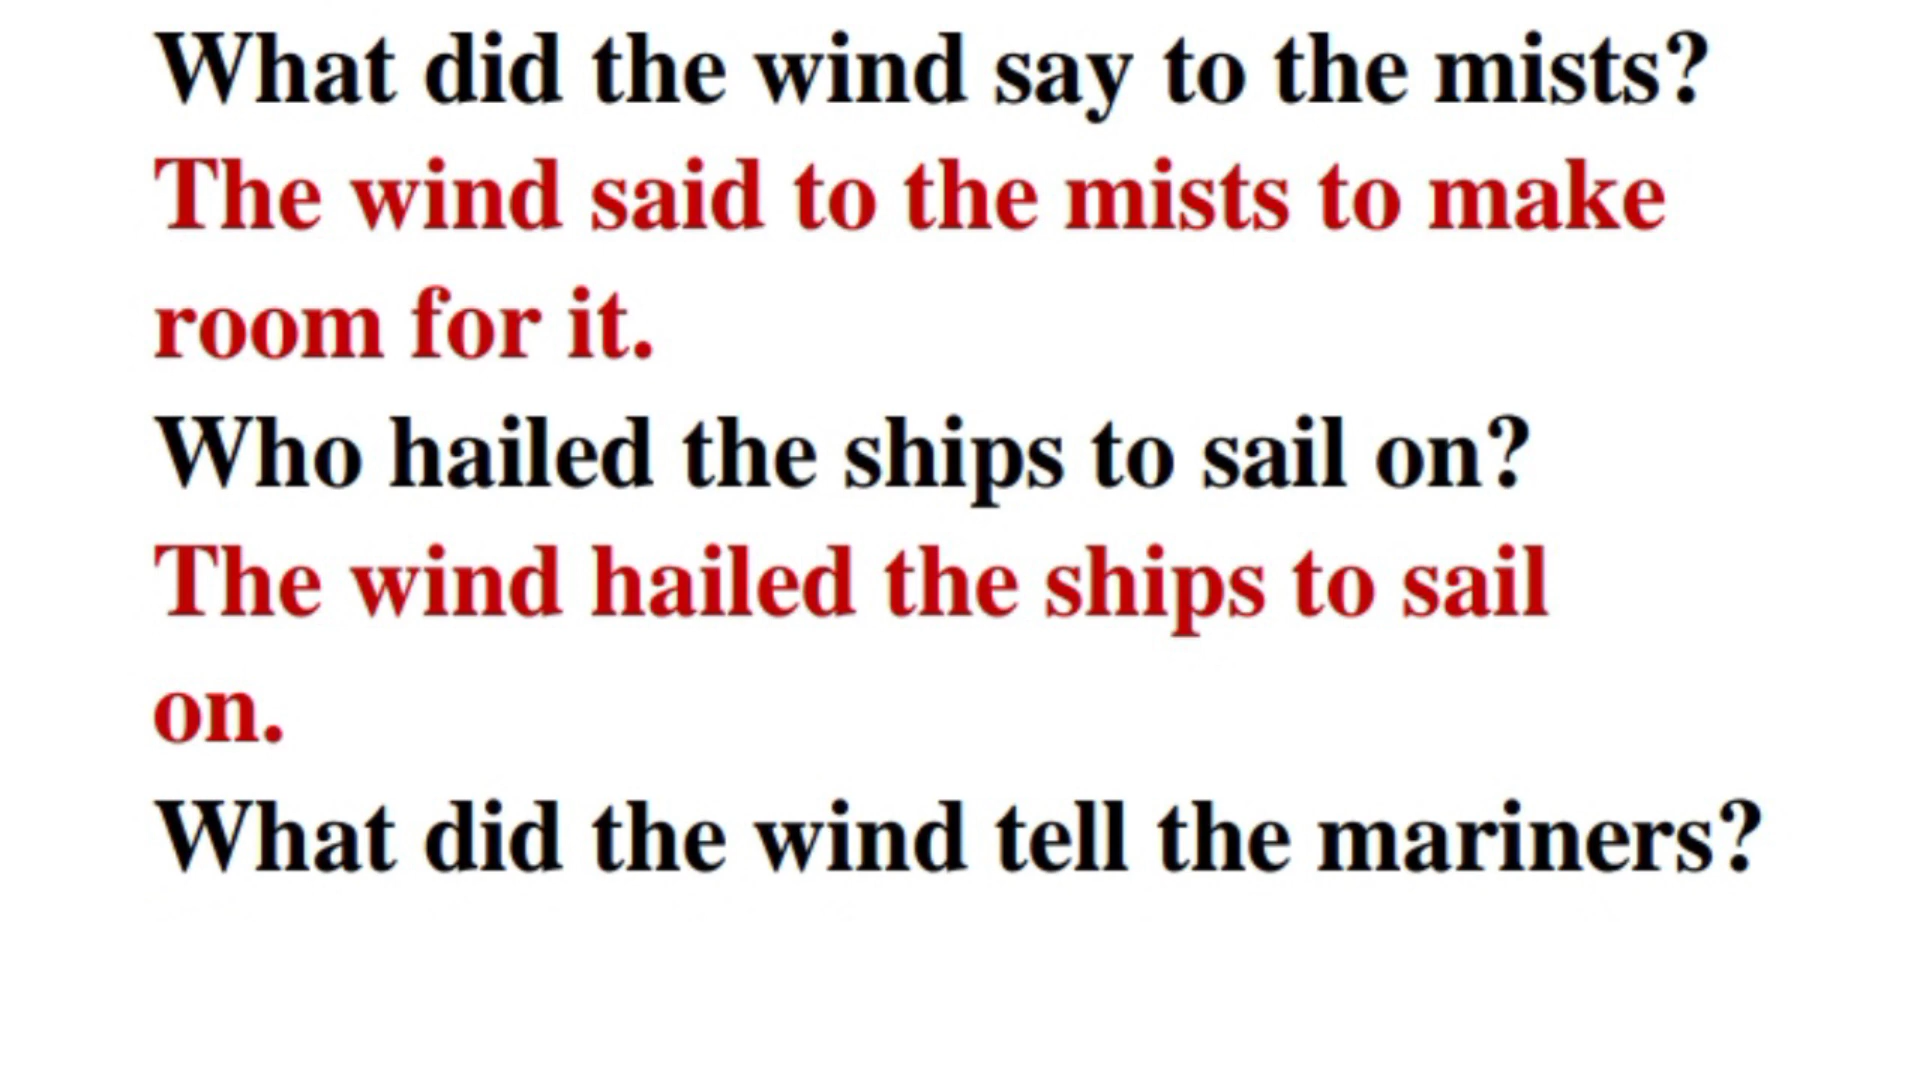 What did the wind say to the mists?
The wind said to the mists to make
room for it.
Who hailed the ships to sail on?
The wind hailed the ships to sail
on.
What did the wind tell the mariners?